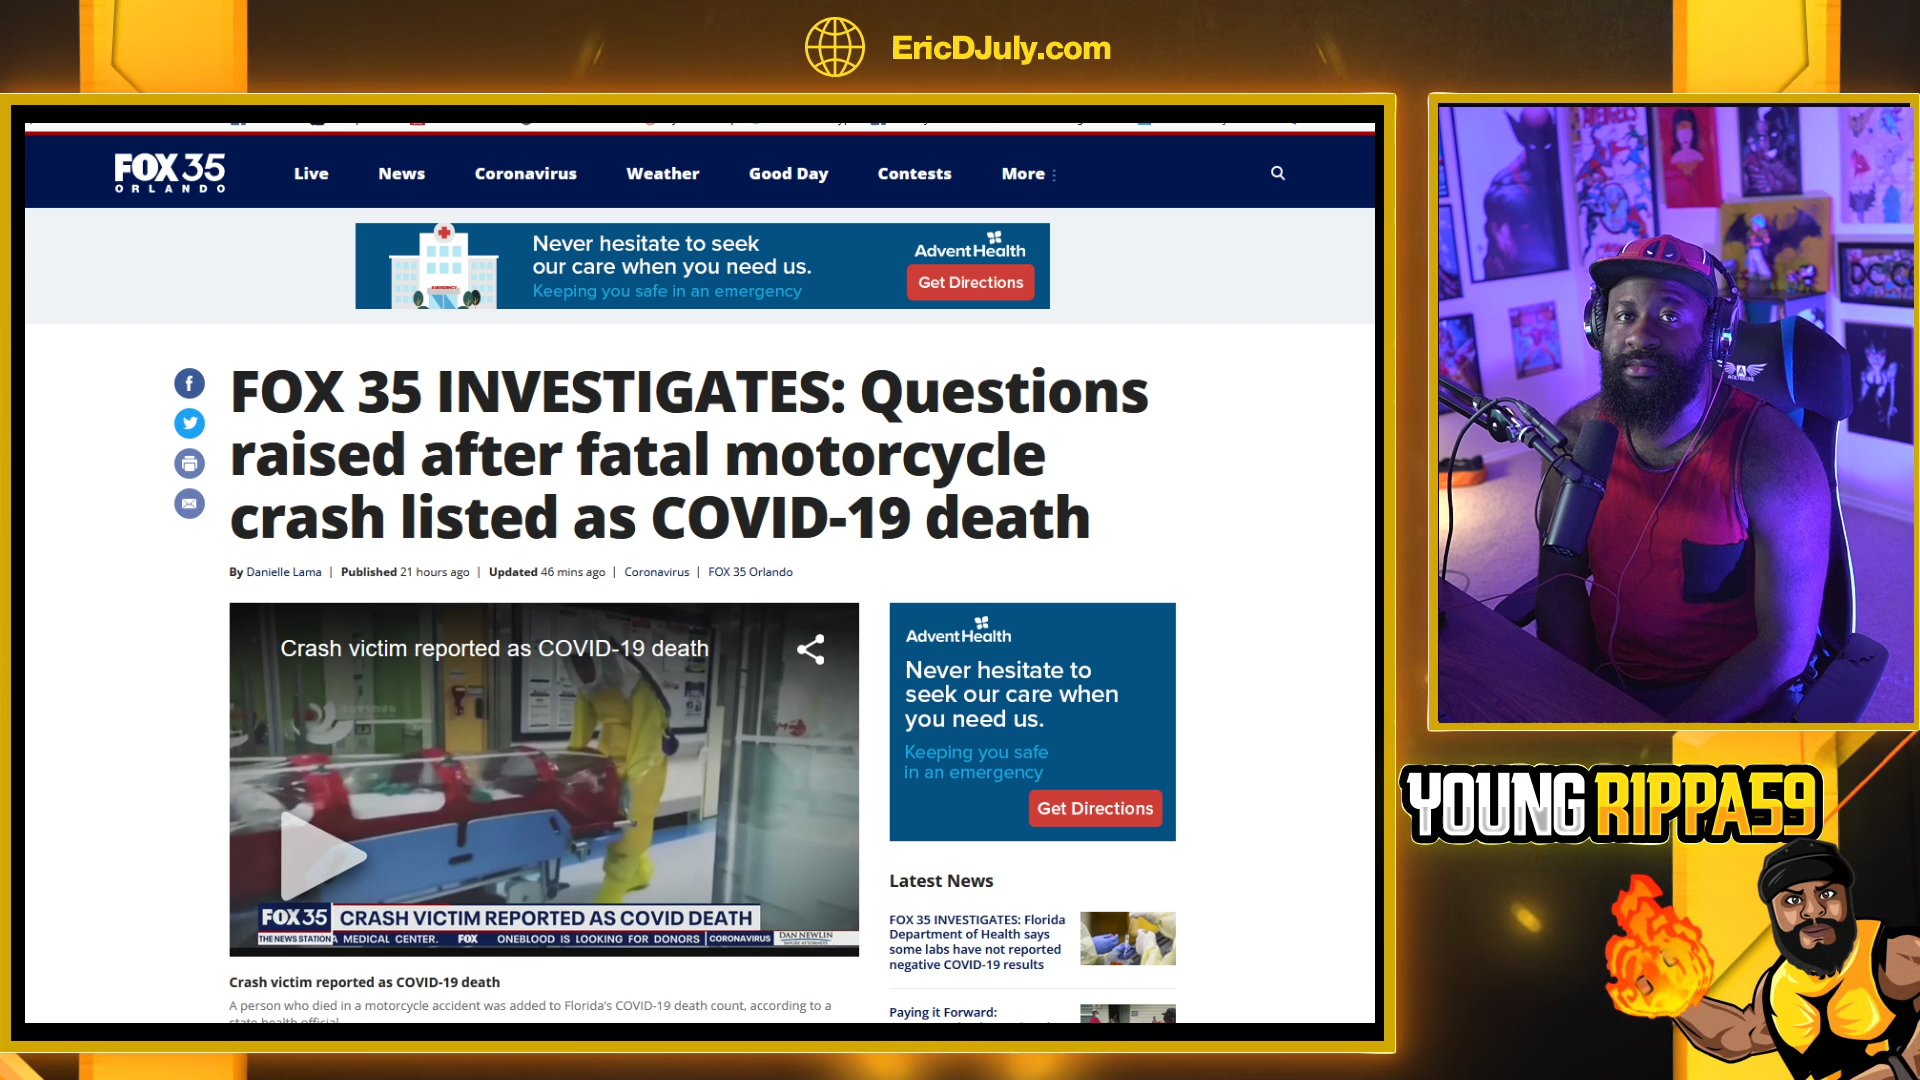 EricDJuly.com
FOX 35
ORLANDO
Live
News
Coronavirus
Weather
Good Day
Contests
More
EMERGENCY
Never hesitate to seek
our care when you need us.
Keeping you safe in an emergency
AdventHealth
Get Directions
FOX 35 INVESTIGATES: Questions
raised after fatal motorcycle
crash listed as COVID-19 death
By Danielle Lama | Published 21 hours ago | Updated 46 mins ago | Coronavirus | FOX 35 Orlando
Crash victim reported as COVID-19 death
FOX 35
CRASH VICTIM REPORTED AS COVID DEATH
THE NEWS STATION
A MEDICAL CENTER. FOX ONEBLOOD IS LOOKING FOR DONORS
CORONAVIRUS
DAN NEWLIN
INJURY ATTORNEYS
Crash victim reported as COVID-19 death
A person who died in a motorcycle accident was added to Florida's COVID-19 death count, according to a
state health official.
AdventHealth
Never hesitate to
seek our care when
you need us.
Keeping you safe
in an emergency
Get Directions
Latest News
FOX 35 INVESTIGATES: Florida
Department of Health says
some labs have not reported
negative COVID-19 results
Paying it Forward:
YOUNG RIPPA59